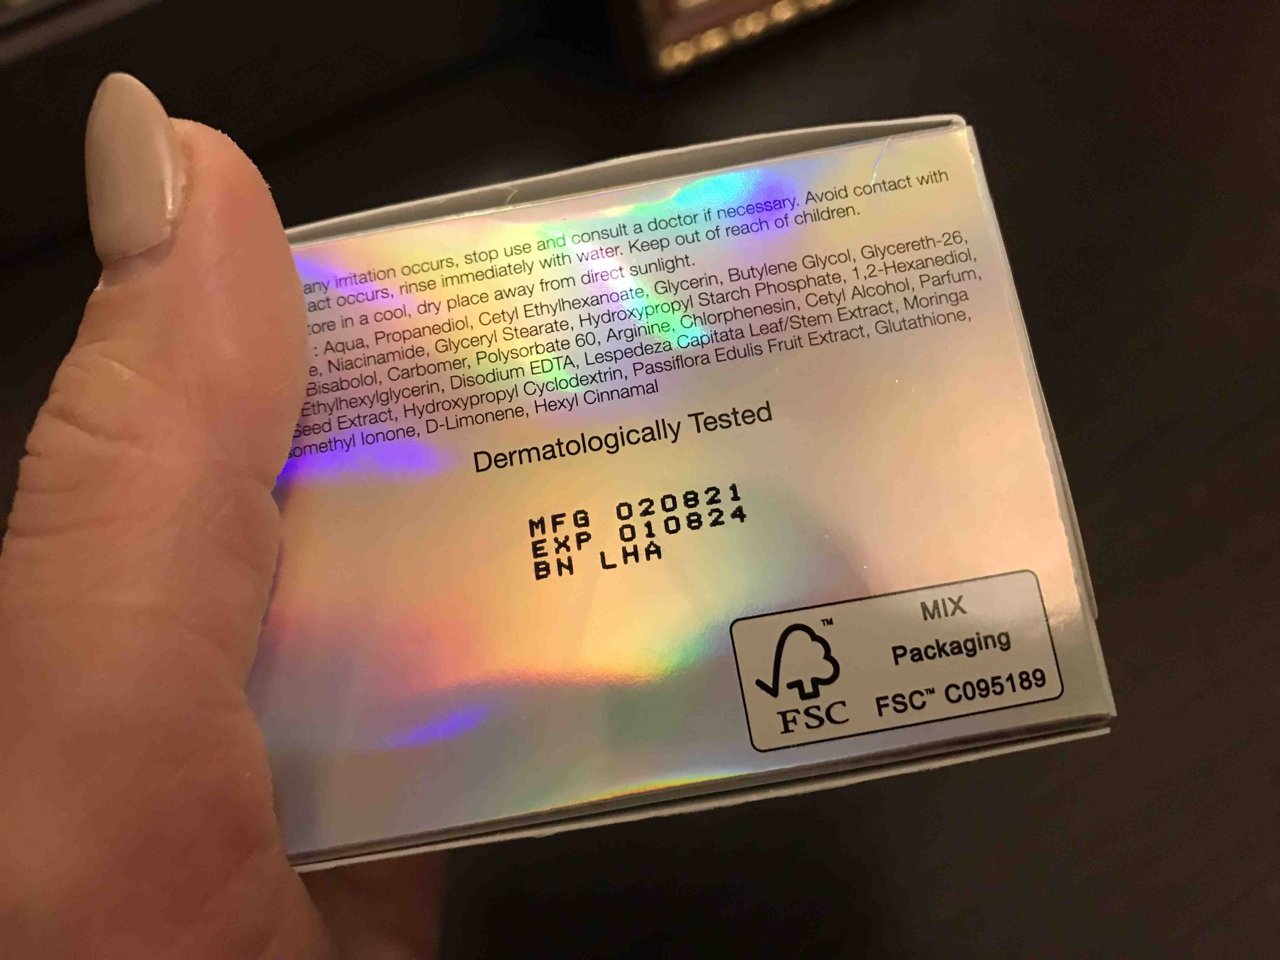 any irritation occurs, stop use and consult a doctor if necessary. Avoid contact with
act occurs, rinse immediately with water. Keep out of reach of children.
ore in a cool, dry place away from direct sunlight.
: Aqua, Propanediol, Cetyl Ethylhexanoate, Glycerin, Butylene Glycol, Glycereth-26,
e, Niacinamide, Glyceryl Stearate, Hydroxypropyl Starch Phosphate, 1,2-Hexanediol,
Bisabolol, Carbomer, Polysorbate 60, Arginine, Chlorphenesin, Cetyl Alcohol, Parfum,
Ethylhexylglycerin, Disodium EDTA, Lespedeza Capitata Leaf/Stem Extract, Moringa
Seed Extract, Hydroxypropyl Cyclodextrin, Passiflora Edulis Fruit Extract, Glutathione,
somethyl Ionone, D-Limonene, Hexyl Cinnamal
Dermatologically Tested
MFG 020821
EXP 010824
BN LHA
MIX
Packaging
FSC™ C095189
™
FSC